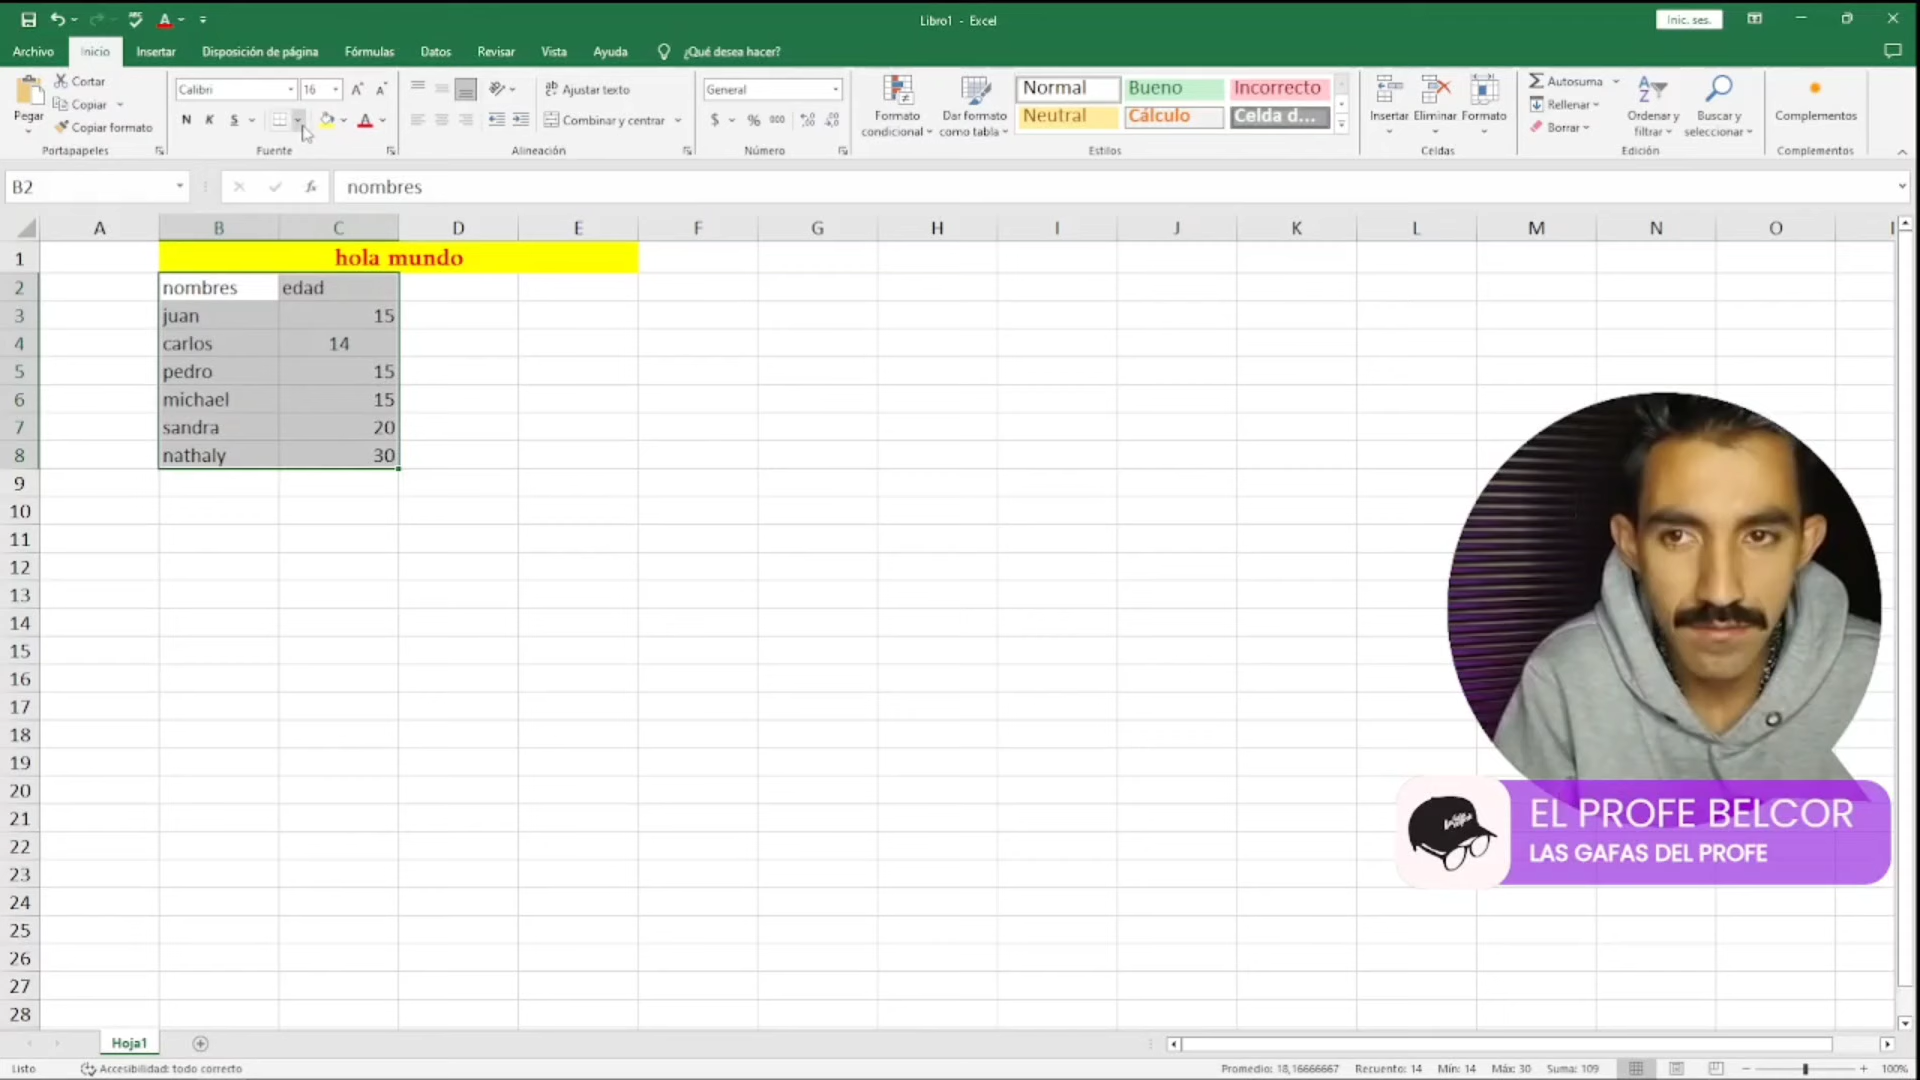 Libro1 - Excel
Inic. ses.
Archivo Inicio Insertar Disposición de página Fórmulas Datos Revisar Vista Ayuda ¿Qué desea hacer?
Pegar
Cortar
Copiar
Copiar formato
Portapapeles
Calibri 16
N K S
Fuente
Ajustar texto
Combinar y centrar
Alineación
General
$ % 000
Número
Formato condicional
Dar formato como tabla
Normal Bueno Incorrecto
Neutral Cálculo Celda d...
Estilos
Insertar Eliminar Formato
Celdas
Autosuma
Rellenar
Borrar
Ordenar y filtrar
Buscar y seleccionar
Edición
Complementos
Complementos
B2 fx nombres
A B C D E F G H I J K L M N O
1 hola mundo
2 nombres edad
3 juan 15
4 carlos 14
5 pedro 15
6 michael 15
7 sandra 20
8 nathaly 30
9
10
11
12
13
14
15
16
17
18
19
20
21
22
23
24
25
26
27
28
EL PROFE BELCOR
LAS GAFAS DEL PROFE
Hoja1
Listo Accesibilidad: todo correcto Promedio: 18,16666667 Recuento: 14 Mín: 14 Máx: 30 Suma: 109 100%